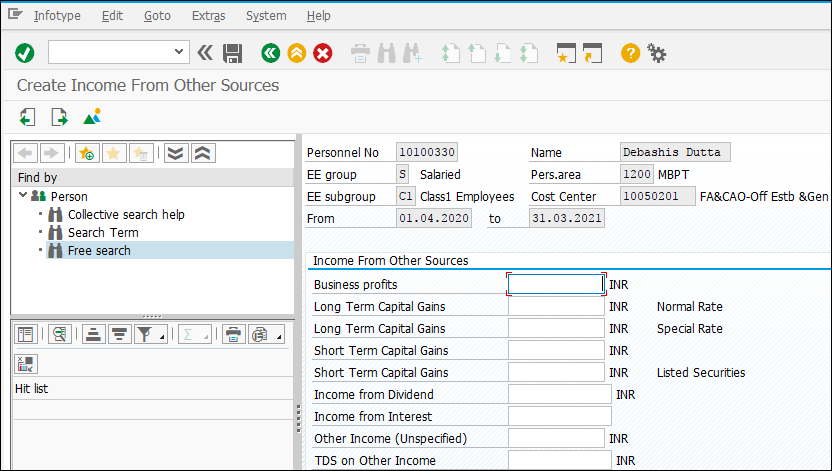 Infotype Edit Goto Extras System Help
Create Income From Other Sources
Find by
Person
Collective search help
Search Term
Free search
Hit list
Personnel No 10100330 Name Debashis Dutta
EE group S Salaried Pers.area 1200 MBPT
EE subgroup C1 Class1 Employees Cost Center 10050201 FA&CAO-Off Estb &Gen
From 01.04.2020 to 31.03.2021
Income From Other Sources
Business profits INR
Long Term Capital Gains INR Normal Rate
Long Term Capital Gains INR Special Rate
Short Term Capital Gains INR
Short Term Capital Gains INR Listed Securities
Income from Dividend INR
Income from Interest
Other Income (Unspecified) INR
TDS on Other Income INR